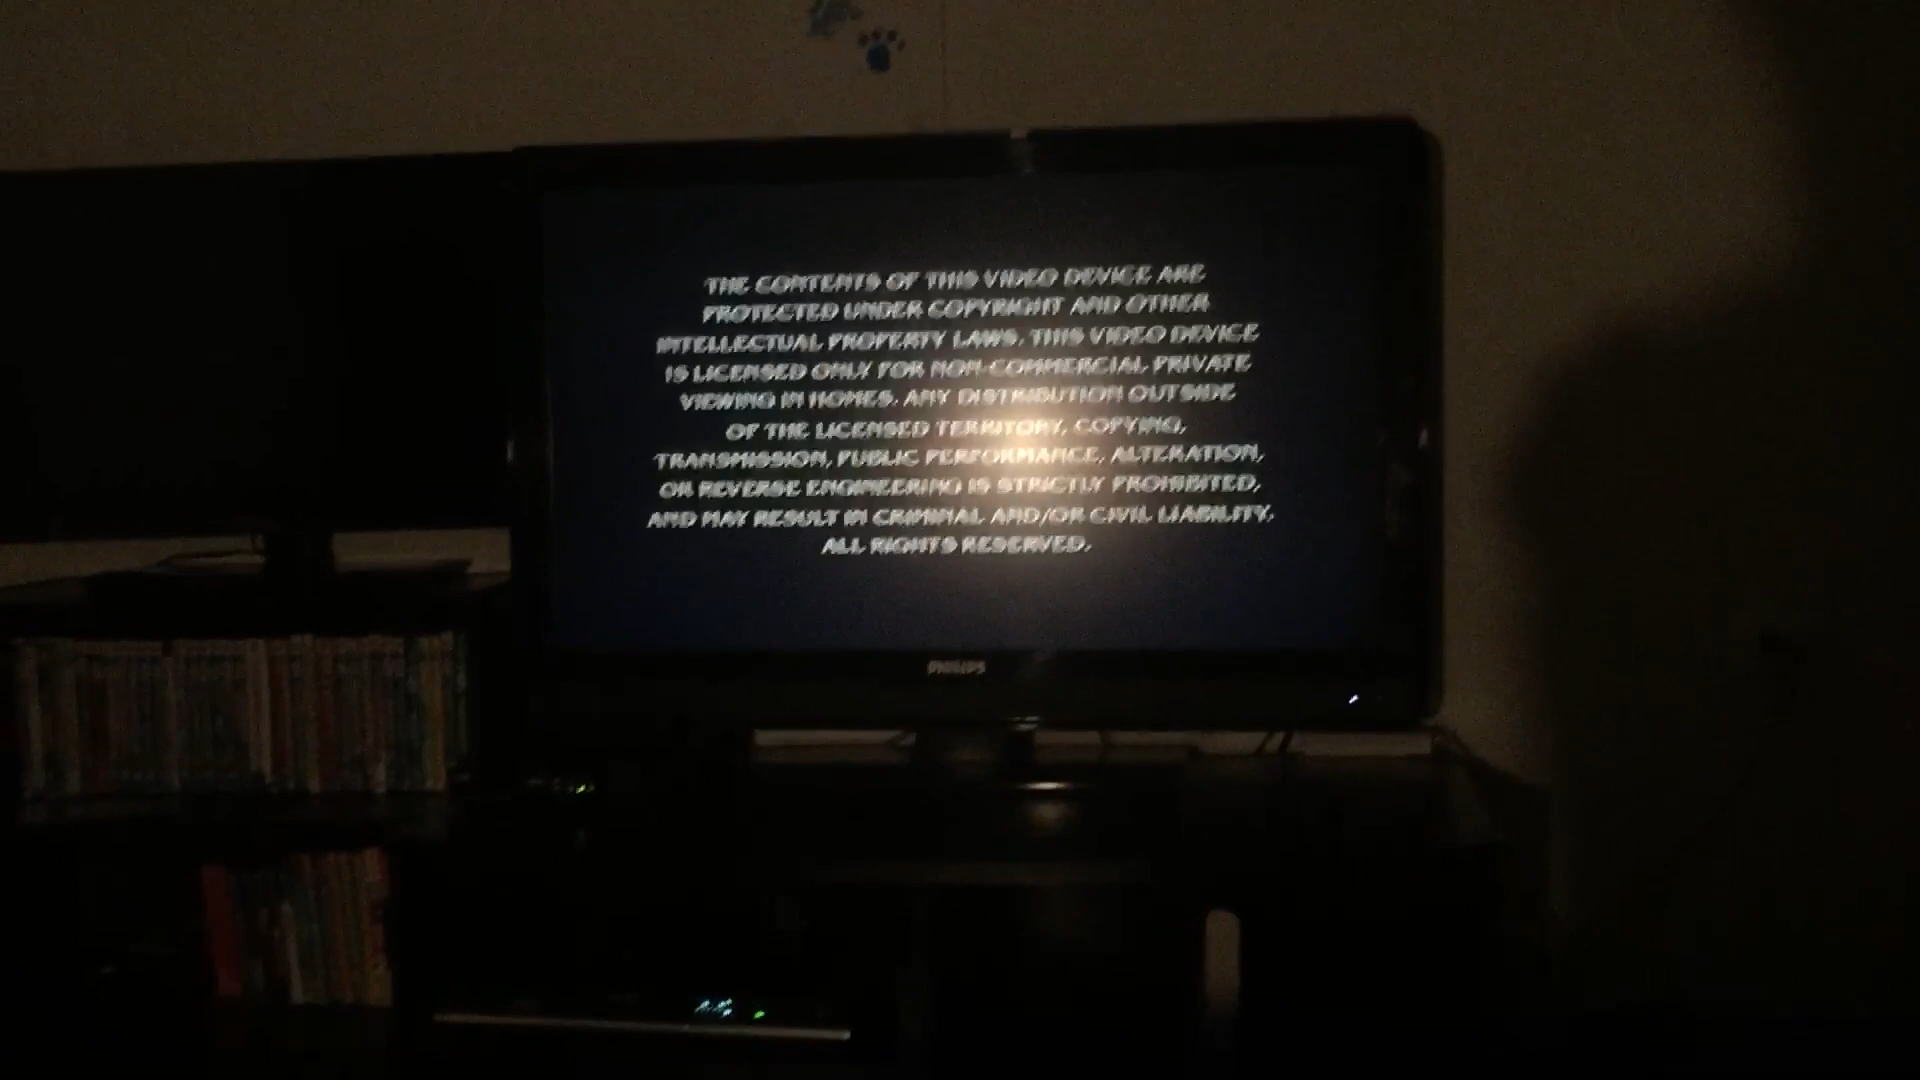 THE CONTENTS OF THIS VIDEO DEVICE ARE
PROTECTED UNDER COPYRIGHT AND OTHER
INTELLECTUAL PROPERTY LAWS. THIS VIDEO DEVICE
IS LICENSED ONLY FOR NON-COMMERCIAL PRIVATE
VIEWING IN HOMES. ANY DISTRIBUTION OUTSIDE
OF THE LICENSED TERRITORY, COPYING,
TRANSMISSION, PUBLIC PERFORMANCE, ALTERATION,
OR REVERSE ENGINEERING IS STRICTLY PROHIBITED,
AND MAY RESULT IN CRIMINAL AND/OR CIVIL LIABILITY.
ALL RIGHTS RESERVED.
PHILIPS